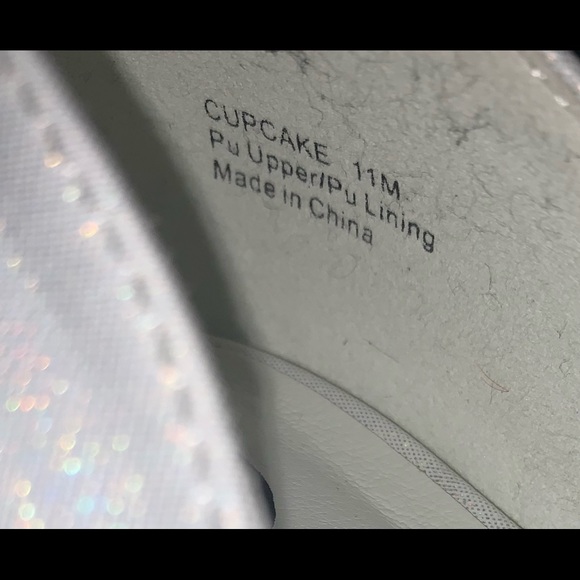 CUPCAKE 11M
Pu Upper/Pu Lining
Made in China